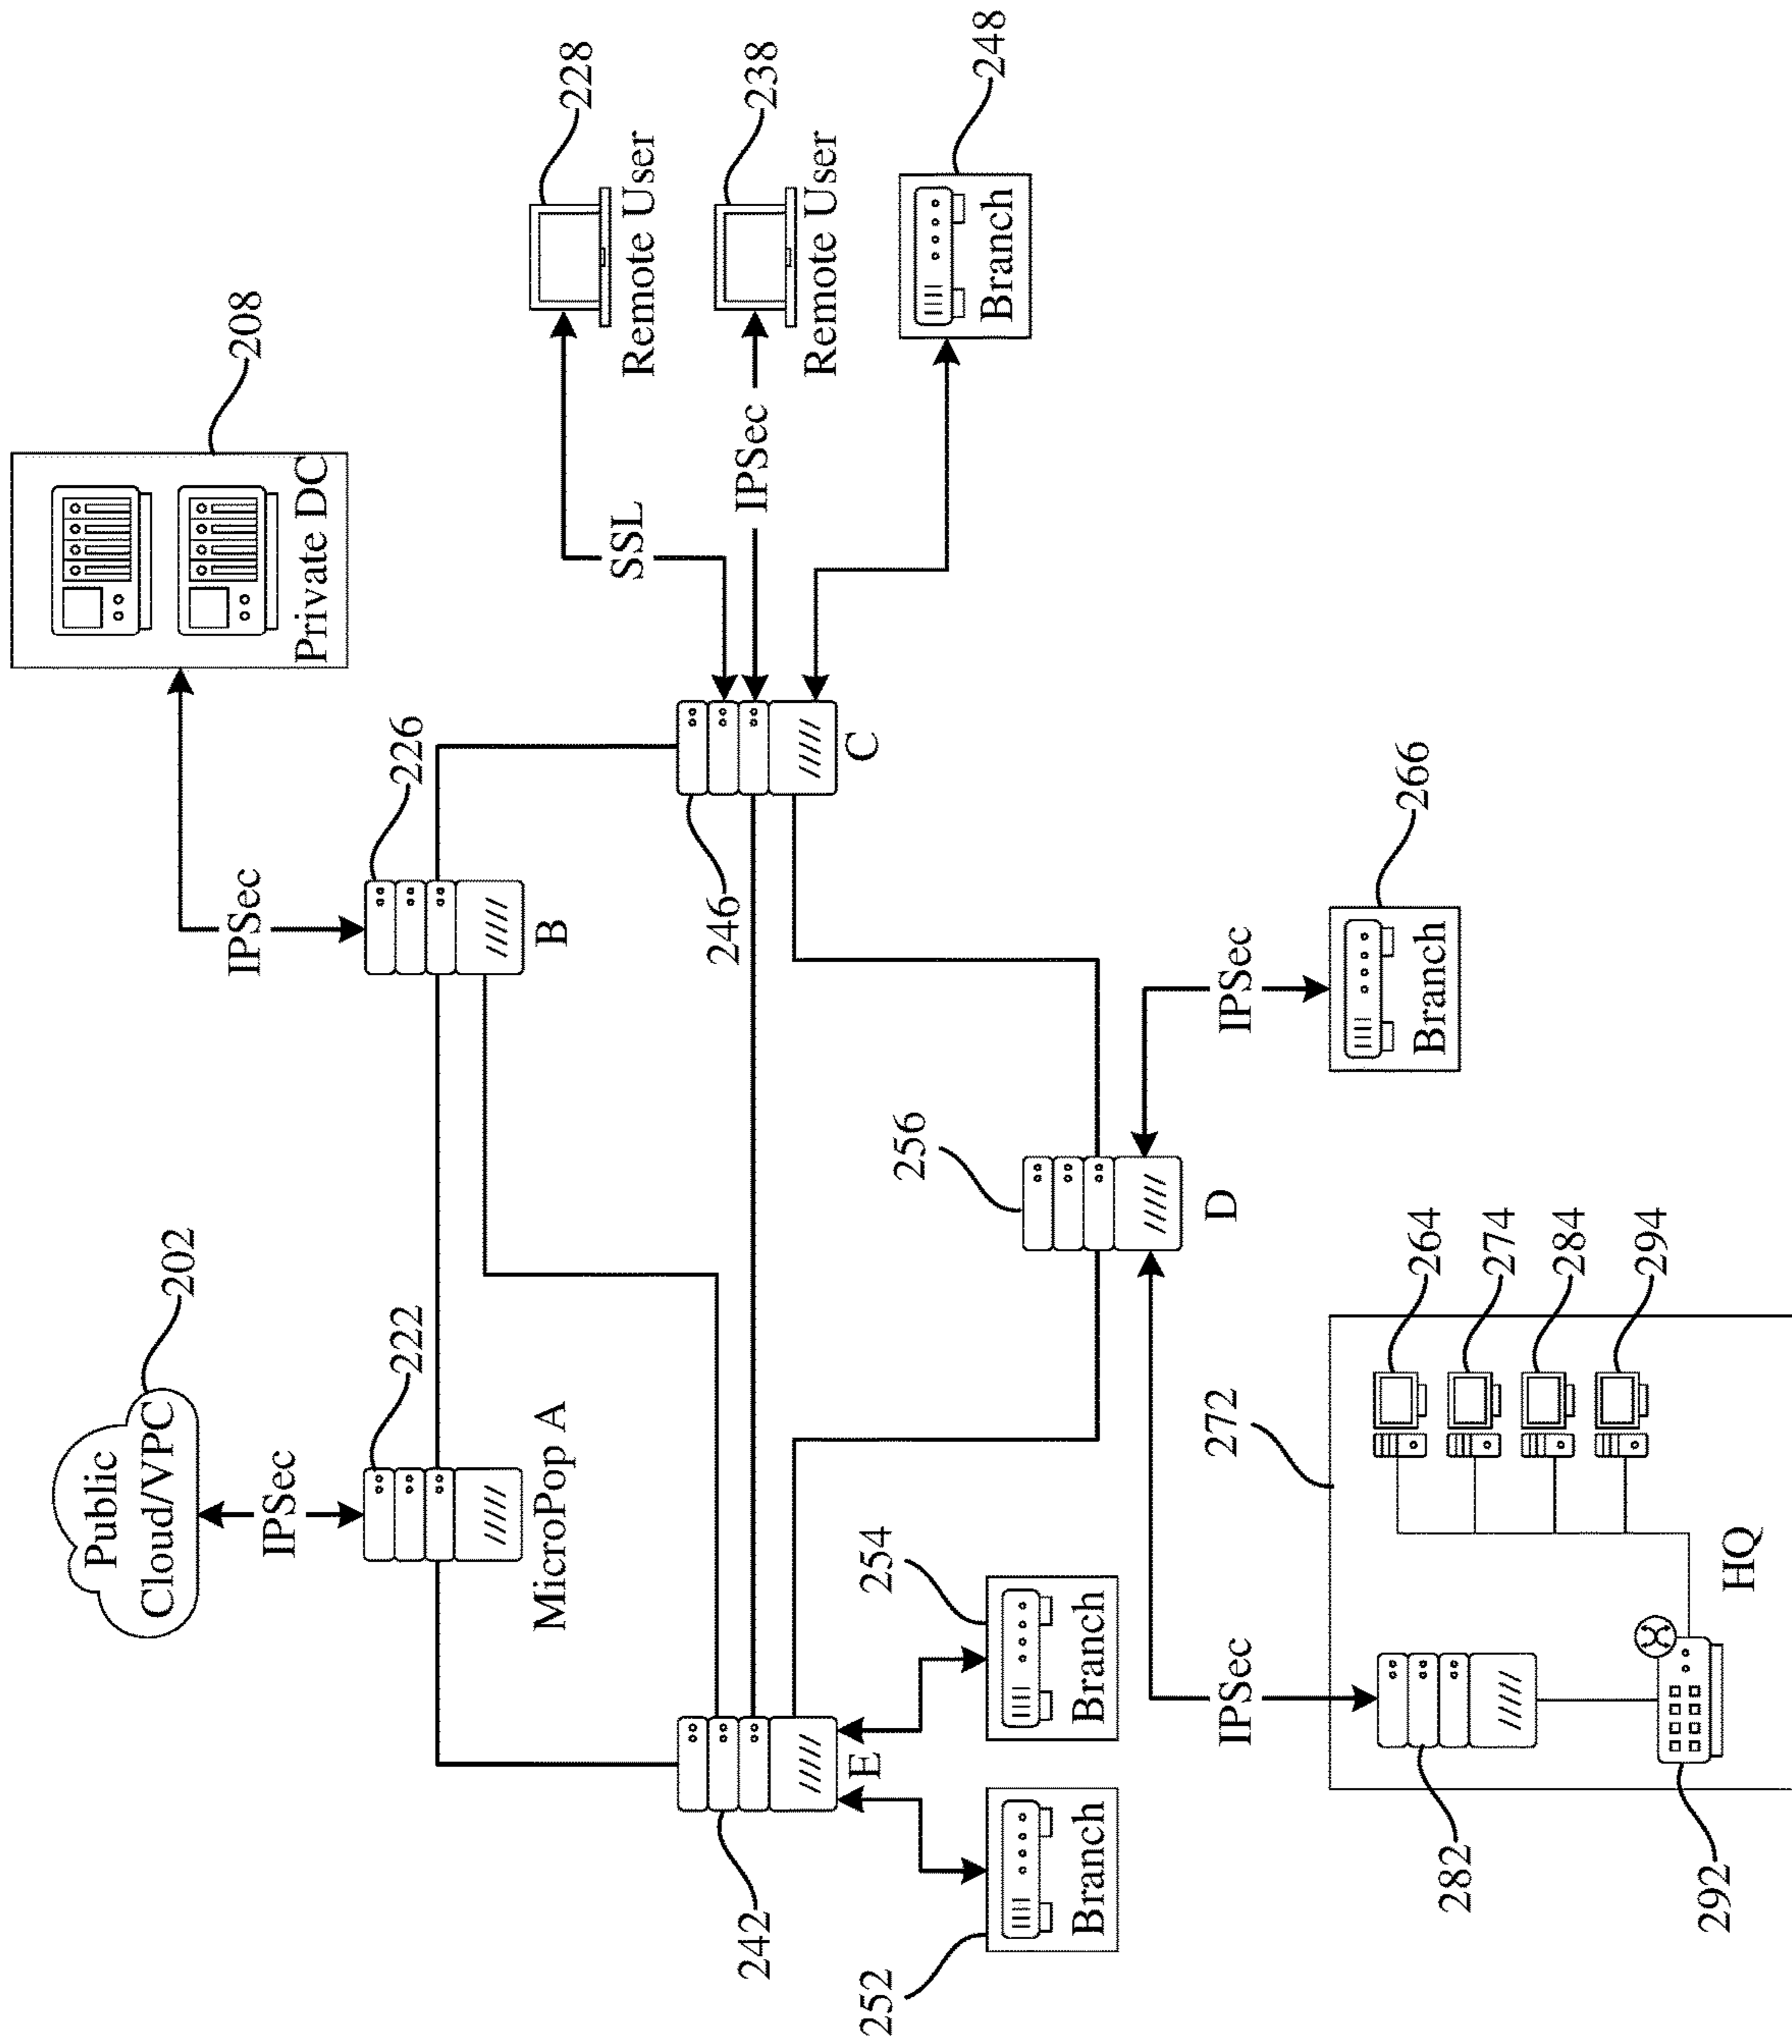 Public
Cloud/VPC
202
208
Private DC
IPSec
IPSec
222
226
MicroPop A
B
228
Remote User
SSL
238
Remote User
IPSec
248
Branch
242
E
246
C
252
Branch
254
Branch
256
D
IPSec
IPSec
266
Branch
272
282
292
264
274
284
294
HQ